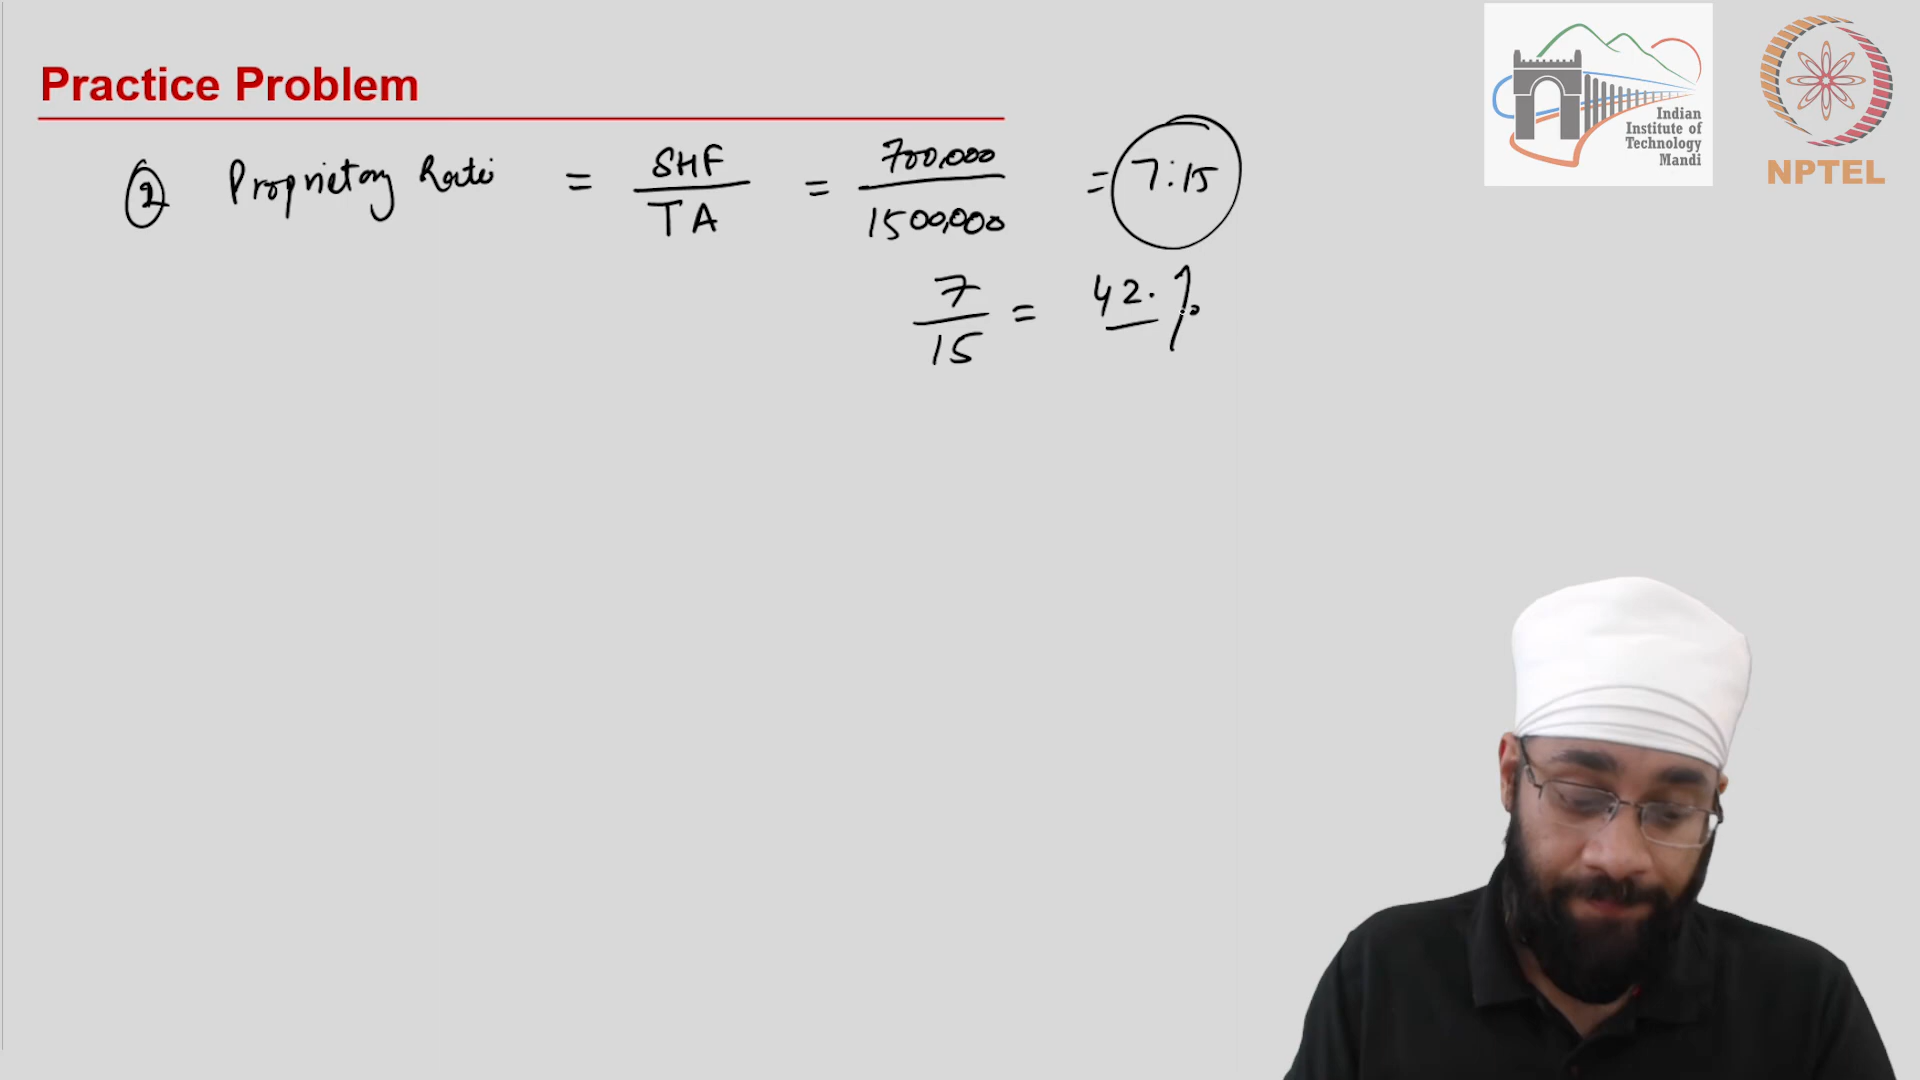 Practice Problem
Indian
Institute of
Technology
Mandi
NPTEL
② Proprietary Ratio = SHF / TA = 700,000 / 1500,000 = 7:15
7 / 15 = 42.%